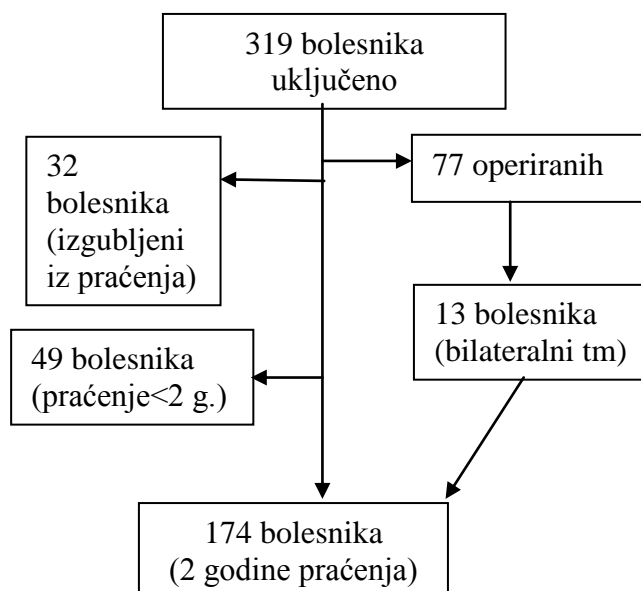 319 bolesnika
uključeno
32
bolesnika
(izgubljeni
iz praćenja)
77 operiranih
49 bolesnika
(praćenje<2 g.)
13 bolesnika
(bilateralni tm)
174 bolesnika
(2 godine praćenja)